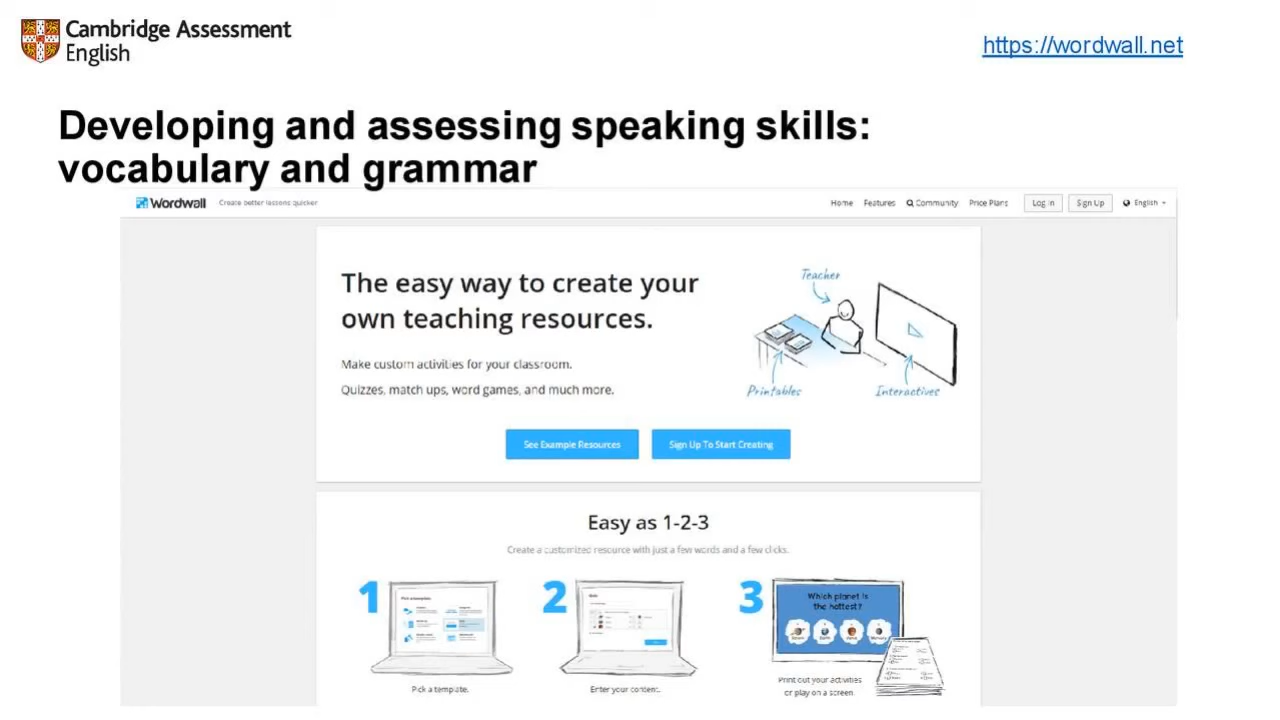 Cambridge Assessment
English
https://wordwall.net
Developing and assessing speaking skills:
vocabulary and grammar
Wordwall Create better lessons quicker Home Features Community Price Plans Log In Sign Up English
The easy way to create your
own teaching resources.
Make custom activities for your classroom.
Quizzes, match ups, word games, and much more.
Teacher
Printables
Interactives
See Example Resources Sign Up To Start Creating
Easy as 1-2-3
Create a customized resource with just a few words and a few clicks.
1
Pick a template.
2
Enter your content.
3
Which planet is
the hottest?
Print out your activities
or play on a screen.